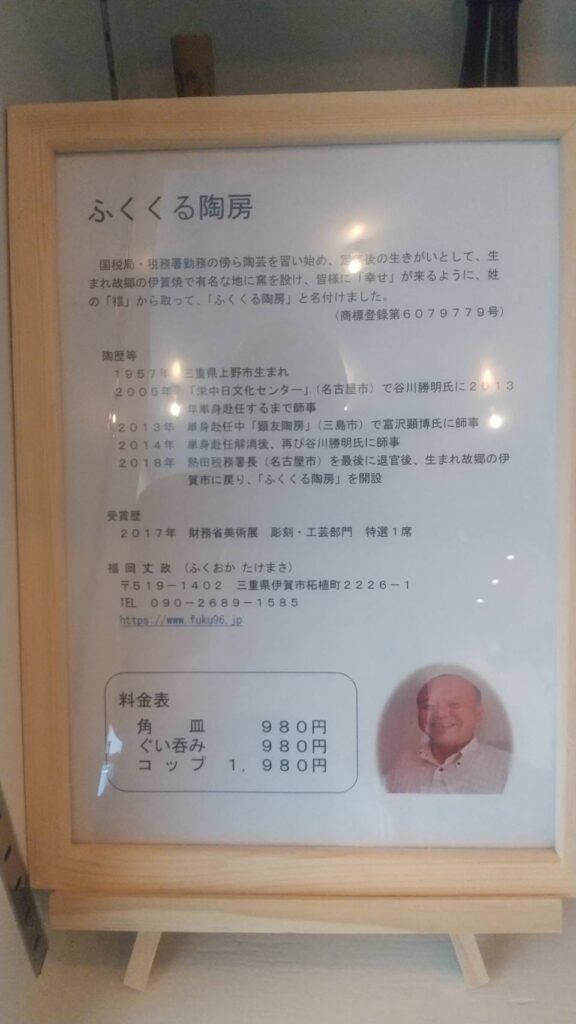 ふくくる陶房
国税局・税務署勤務の傍ら陶芸を習い始め、定年後の生きがいとして、生
まれ故郷の伊賀焼で有名な地に窯を設け、皆様に「幸せ」が来るように、姓
の「福」から取って、「ふくくる陶房」と名付けました。
（商標登録第６０７９７７９号）
陶歴等
１９５７年　三重県上野市生まれ
２００５年　「栄中日文化センター」（名古屋市）で谷川勝明氏に２０１３
年単身赴任するまで師事
２０１３年　単身赴任中「顕友陶房」（三島市）で富沢顕博氏に師事
２０１４年　単身赴任解消後、再び谷川勝明氏に師事
２０１８年　熱田税務署長（名古屋市）を最後に退官後、生まれ故郷の伊
賀市に戻り、「ふくくる陶房」を開設
受賞歴
２０１７年　財務省美術展　彫刻・工芸部門　特選１席
福岡丈政　（ふくおか たけまさ）
〒５１９－１４０２　三重県伊賀市柘植町２２２６－１
TEL　０９０－２６８９－１５８５
https://www.fuku96.jp
料金表
角　皿　９８０円
ぐい呑み　９８０円
コップ　１，９８０円